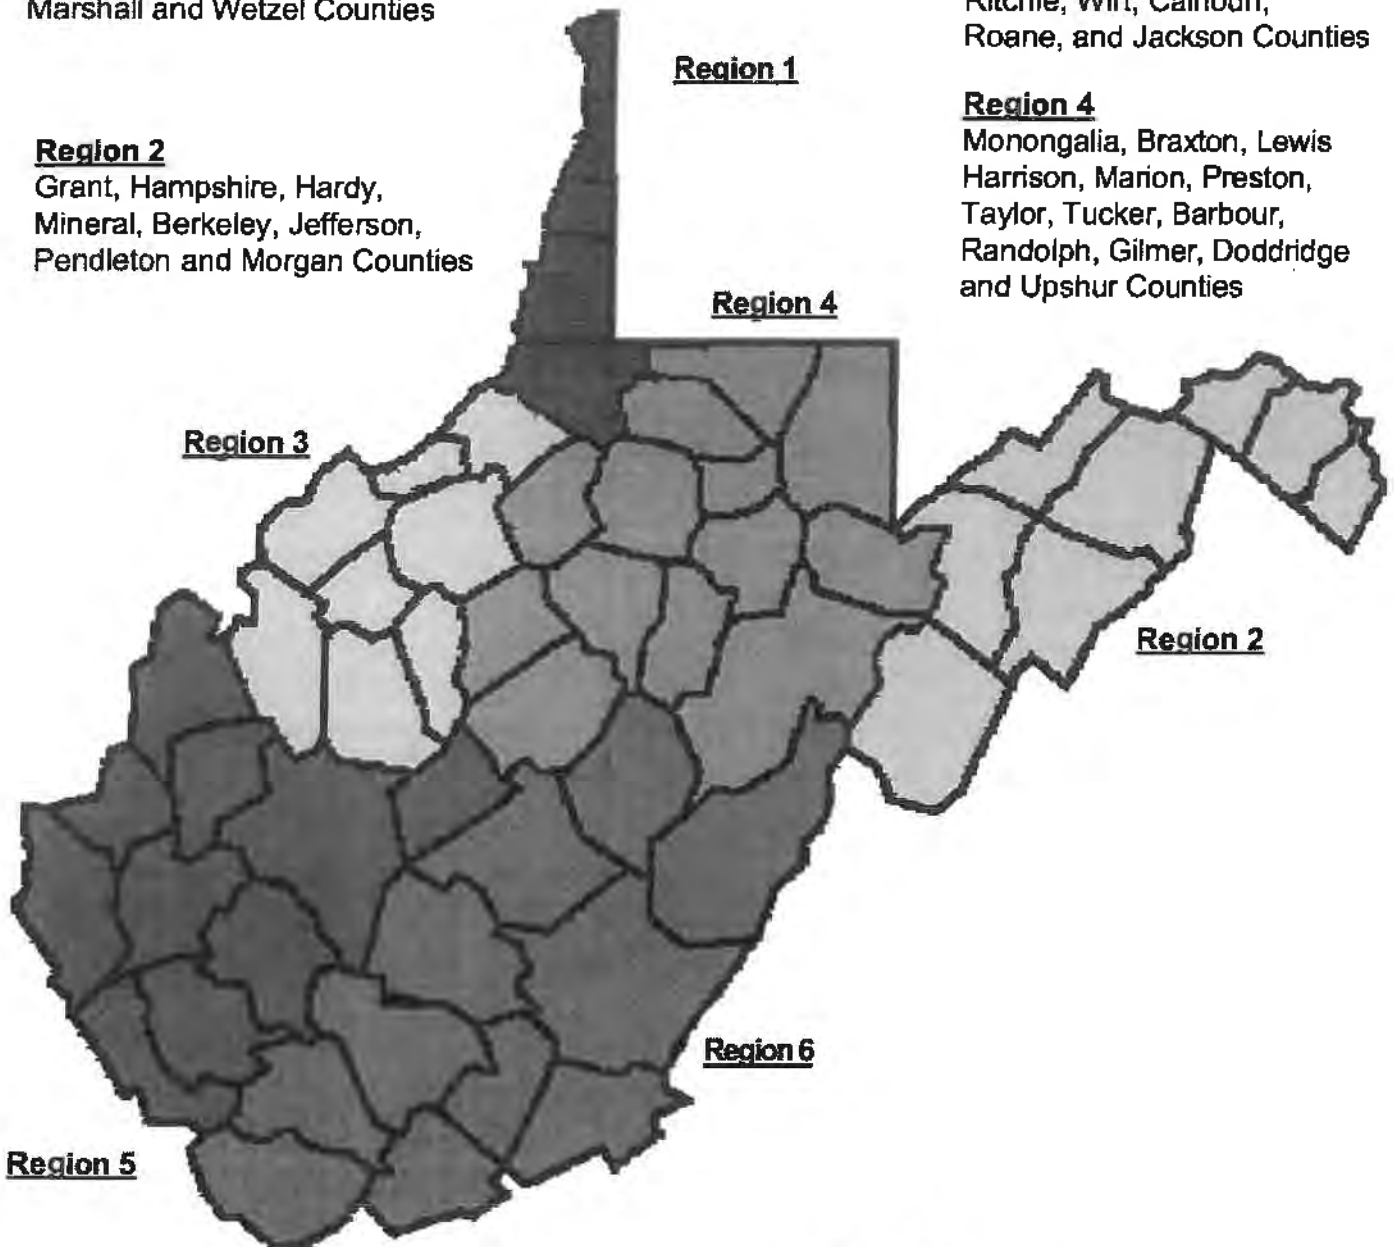 Marshall and Wetzel Counties
Region 2
Grant, Hampshire, Hardy,
Mineral, Berkeley, Jefferson,
Pendleton and Morgan Counties
Region 1
Ritchie, Wirt, Calhoun,
Roane, and Jackson Counties
Region 4
Monongalia, Braxton, Lewis
Harrison, Marion, Preston,
Taylor, Tucker, Barbour,
Randolph, Gilmer, Doddridge
and Upshur Counties
Region 4
Region 3
Region 2
Region 6
Region 5